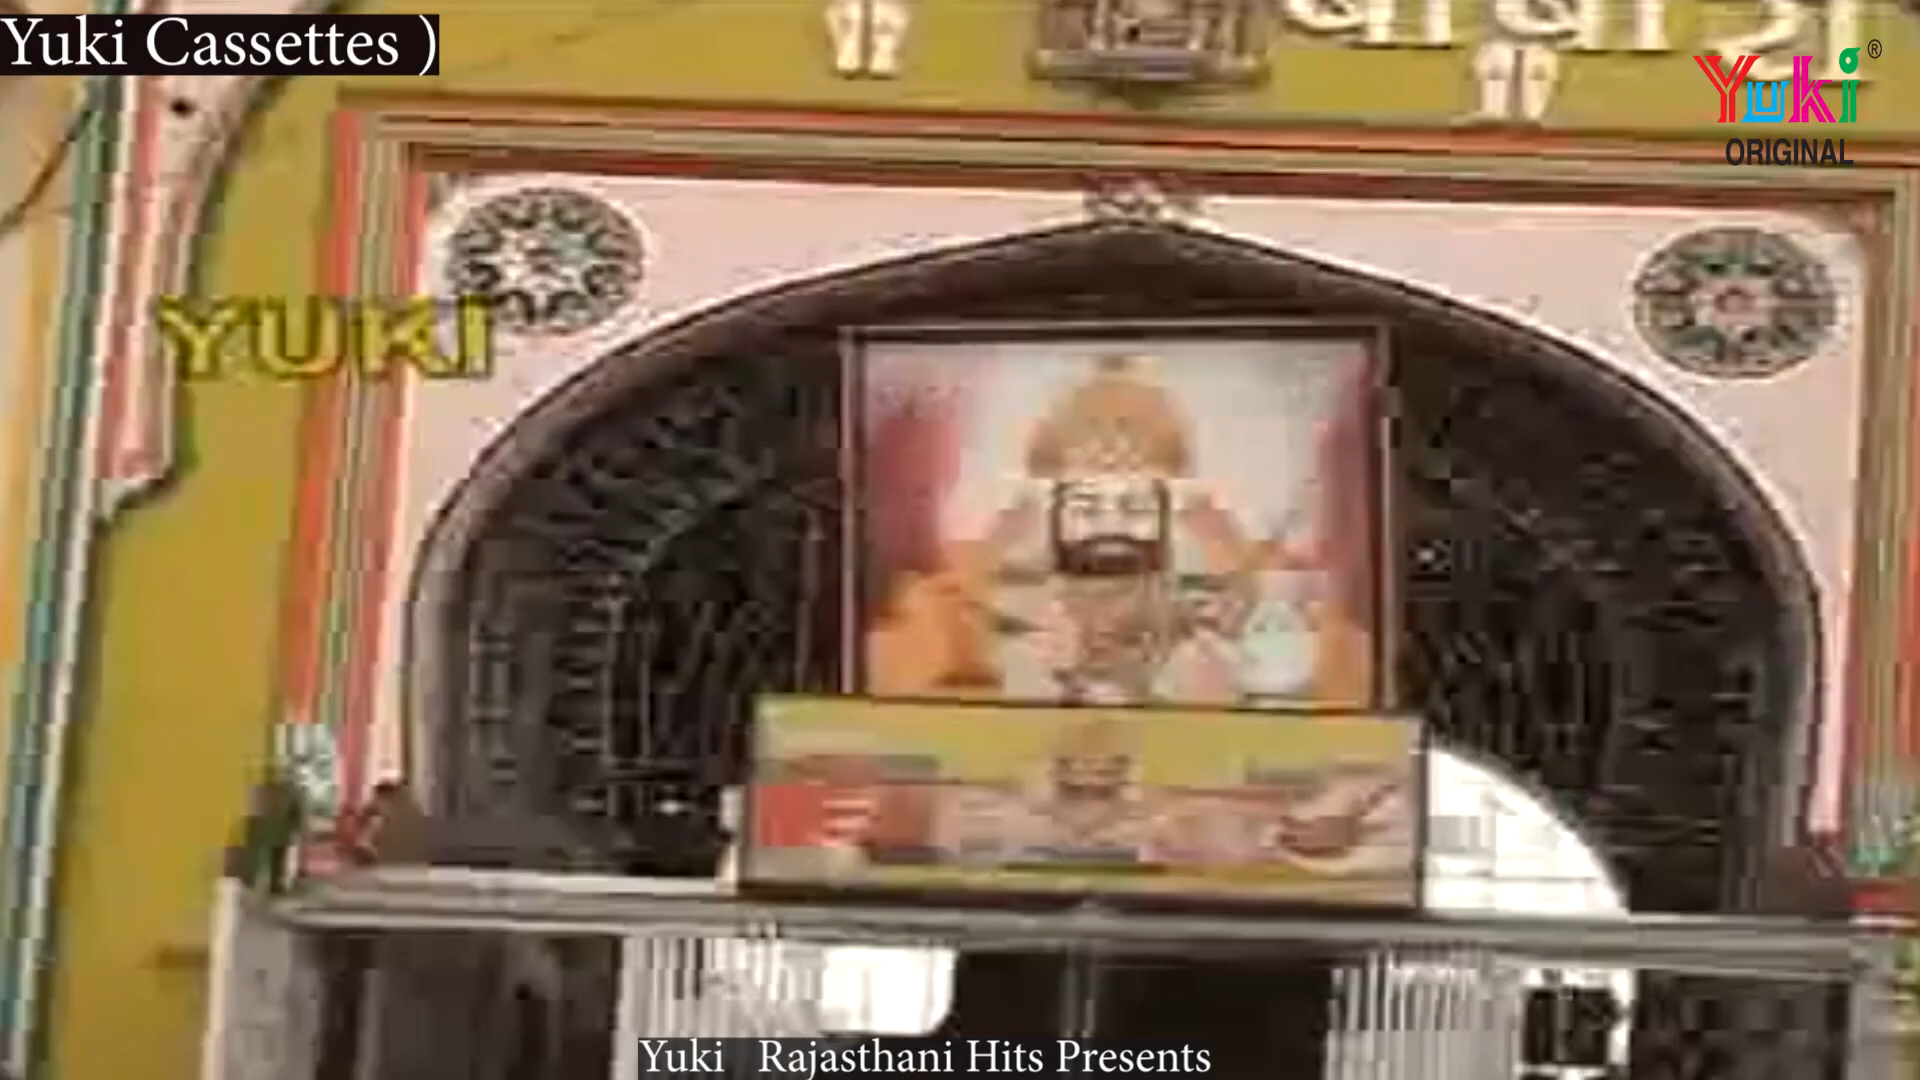 Yuki Cassettes )
Yuki®
ORIGINAL
YUKI
Yuki Rajasthani Hits Presents